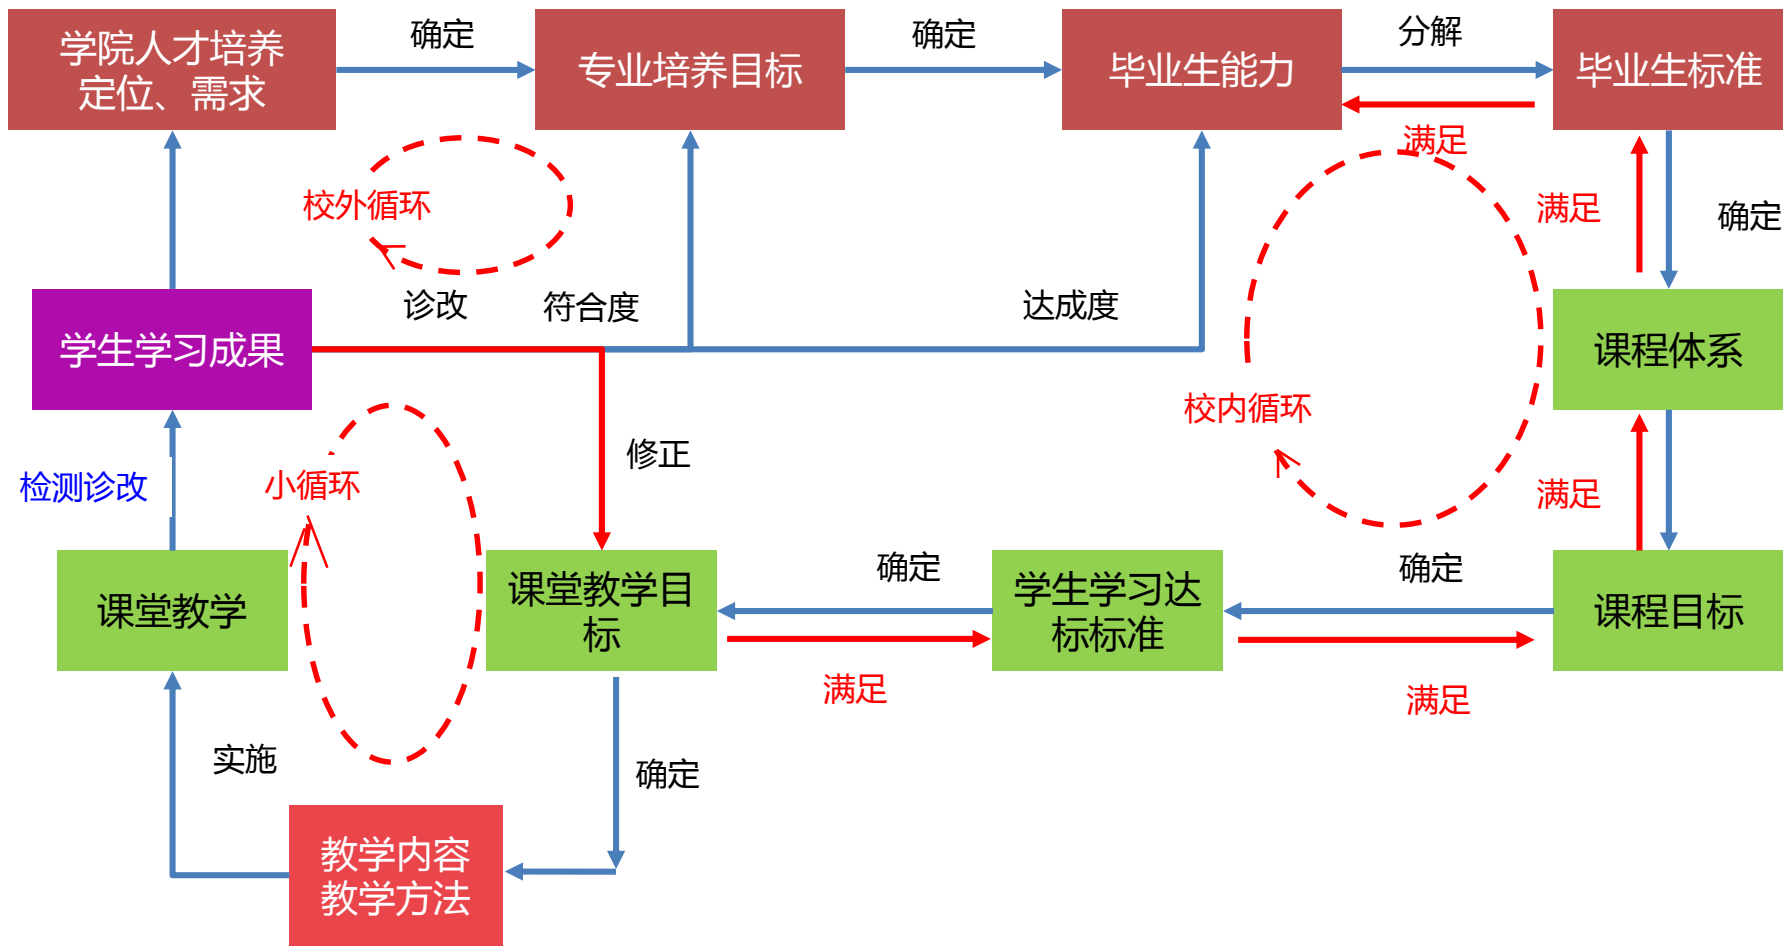 学院人才培养
定位、需求
确定
专业培养目标
确定
毕业生能力
分解
毕业生标准
满足
校外循环
满足
确定
诊改
符合度
达成度
学生学习成果
课程体系
校内循环
修正
检测诊改
小循环
满足
确定
确定
课堂教学
课堂教学目
标
学生学习达
标标准
课程目标
满足
满足
实施
确定
教学内容
教学方法